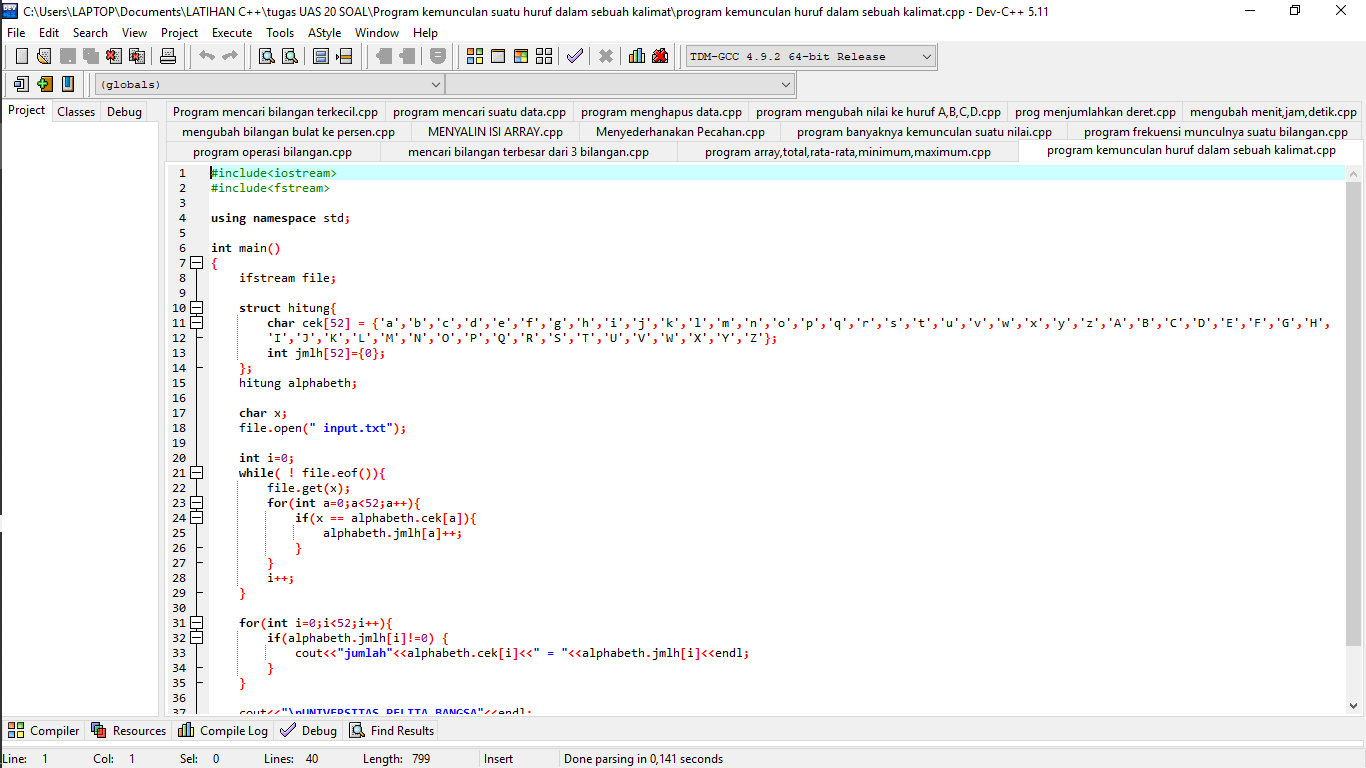 C:\Users\LAPTOP\Documents\LATIHAN C++\tugas UAS 20 SOAL\Program kemunculan suatu huruf dalam sebuah kalimat\program kemunculan huruf dalam sebuah kalimat.cpp - Dev-C++ 5.11
File Edit Search View Project Execute Tools AStyle Window Help
TDM-GCC 4.9.2 64-bit Release
(globals)
Project Classes Debug
Program mencari bilangan terkecil.cpp program mencari suatu data.cpp program menghapus data.cpp program mengubah nilai ke huruf A,B,C,D.cpp prog menjumlahkan deret.cpp mengubah menit,jam,detik.cpp
mengubah bilangan bulat ke persen.cpp MENYALIN ISI ARRAY.cpp Menyederhanakan Pecahan.cpp program banyaknya kemunculan suatu nilai.cpp program frekuensi munculnya suatu bilangan.cpp
program operasi bilangan.cpp mencari bilangan terbesar dari 3 bilangan.cpp program array,total,rata-rata,minimum,maximum.cpp program kemunculan huruf dalam sebuah kalimat.cpp
1 #include<iostream>
2 #include<fstream>
3
4 using namespace std;
5
6 int main()
7 {
8 ifstream file;
9
10 struct hitung{
11 char cek[52] = {'a','b','c','d','e','f','g','h','i','j','k','l','m','n','o','p','q','r','s','t','u','v','w','x','y','z','A','B','C','D','E','F','G','H',
12 'I','J','K','L','M','N','O','P','Q','R','S','T','U','V','W','X','Y','Z'};
13 int jmlh[52]={0};
14 };
15 hitung alphabeth;
16
17 char x;
18 file.open(" input.txt");
19
20 int i=0;
21 while( ! file.eof()){
22 file.get(x);
23 for(int a=0;a<52;a++){
24 if(x == alphabeth.cek[a]){
25 alphabeth.jmlh[a]++;
26 }
27 }
28 i++;
29 }
30
31 for(int i=0;i<52;i++){
32 if(alphabeth.jmlh[i]!=0) {
33 cout<<"jumlah"<<alphabeth.cek[i]<<" = "<<alphabeth.jmlh[i]<<endl;
34 }
35 }
36
37 cout<<"\nUNIVERSITAS PELITA BANGSA"<<endl;
Compiler Resources Compile Log Debug Find Results
Line: 1 Col: 1 Sel: 0 Lines: 40 Length: 799 Insert Done parsing in 0,141 seconds